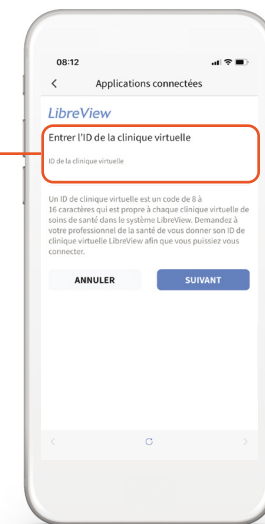 08:12
Applications connectées
LibreView
Entrer l'ID de la clinique virtuelle
ID de la clinique virtuelle
Un ID de clinique virtuelle est un code de 8 à
16 caractères qui est propre à chaque clinique virtuelle de
soins de santé dans le système LibreView. Demandez à
votre professionnel de la santé de vous donner son ID de
clinique virtuelle LibreView afin que vous puissiez vous
connecter.
ANNULER SUIVANT